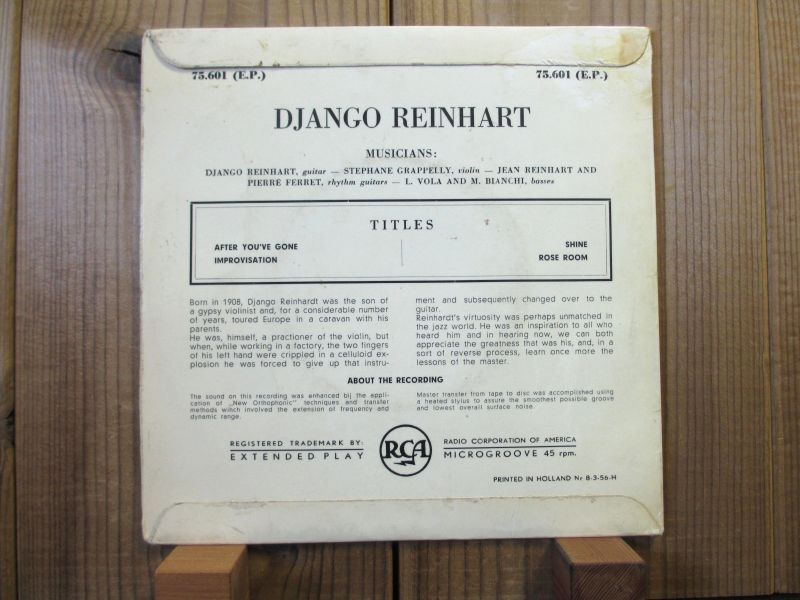 75.601 (E.P.)
75.601 (E.P.)
DJANGO REINHART
MUSICIANS:
DJANGO REINHART, guitar — STEPHANE GRAPPELLY, violin — JEAN REINHART AND
PIERRE FERRET, rhythm guitars — L. VOLA AND M. BIANCHI, basses
TITLES
AFTER YOU'VE GONE
IMPROVISATION
SHINE
ROSE ROOM
Born in 1908, Django Reinhardt was the son of
a gypsy violinist and, for a considerable number
of years, toured Europe in a caravan with his
parents.
He was, himself, a practioner of the violin, but
when, while working in a factory, the two fingers
of his left hand were crippled in a celluloid ex-
plosion he was forced to give up that instru-
ment and subsequently changed over to the
guitar.
Reinhardt's virtuosity was perhaps unmatched in
the jazz world. He was an inspiration to all who
heard him and in hearing now, we can both
appreciate the greatness that was his, and, in a
sort of reverse process, learn once more the
lessons of the master.
ABOUT THE RECORDING
The sound on this recording was enhanced bij the appli-
cation of „New Orthophonic" techniques and transfer
methods wihch involved the extension of frequency and
dynamic range.
Master transfer from tape to disc was accomplished using
a heated stylus to assure the smoothest possible groove
and lowest overall surface noise
REGISTERED TRADEMARK BY:
EXTENDED PLAY
RCA
RADIO CORPORATION OF AMERICA
MICROGROOVE 45 rpm.
PRINTED IN HOLLAND Nr 8-3-56-H